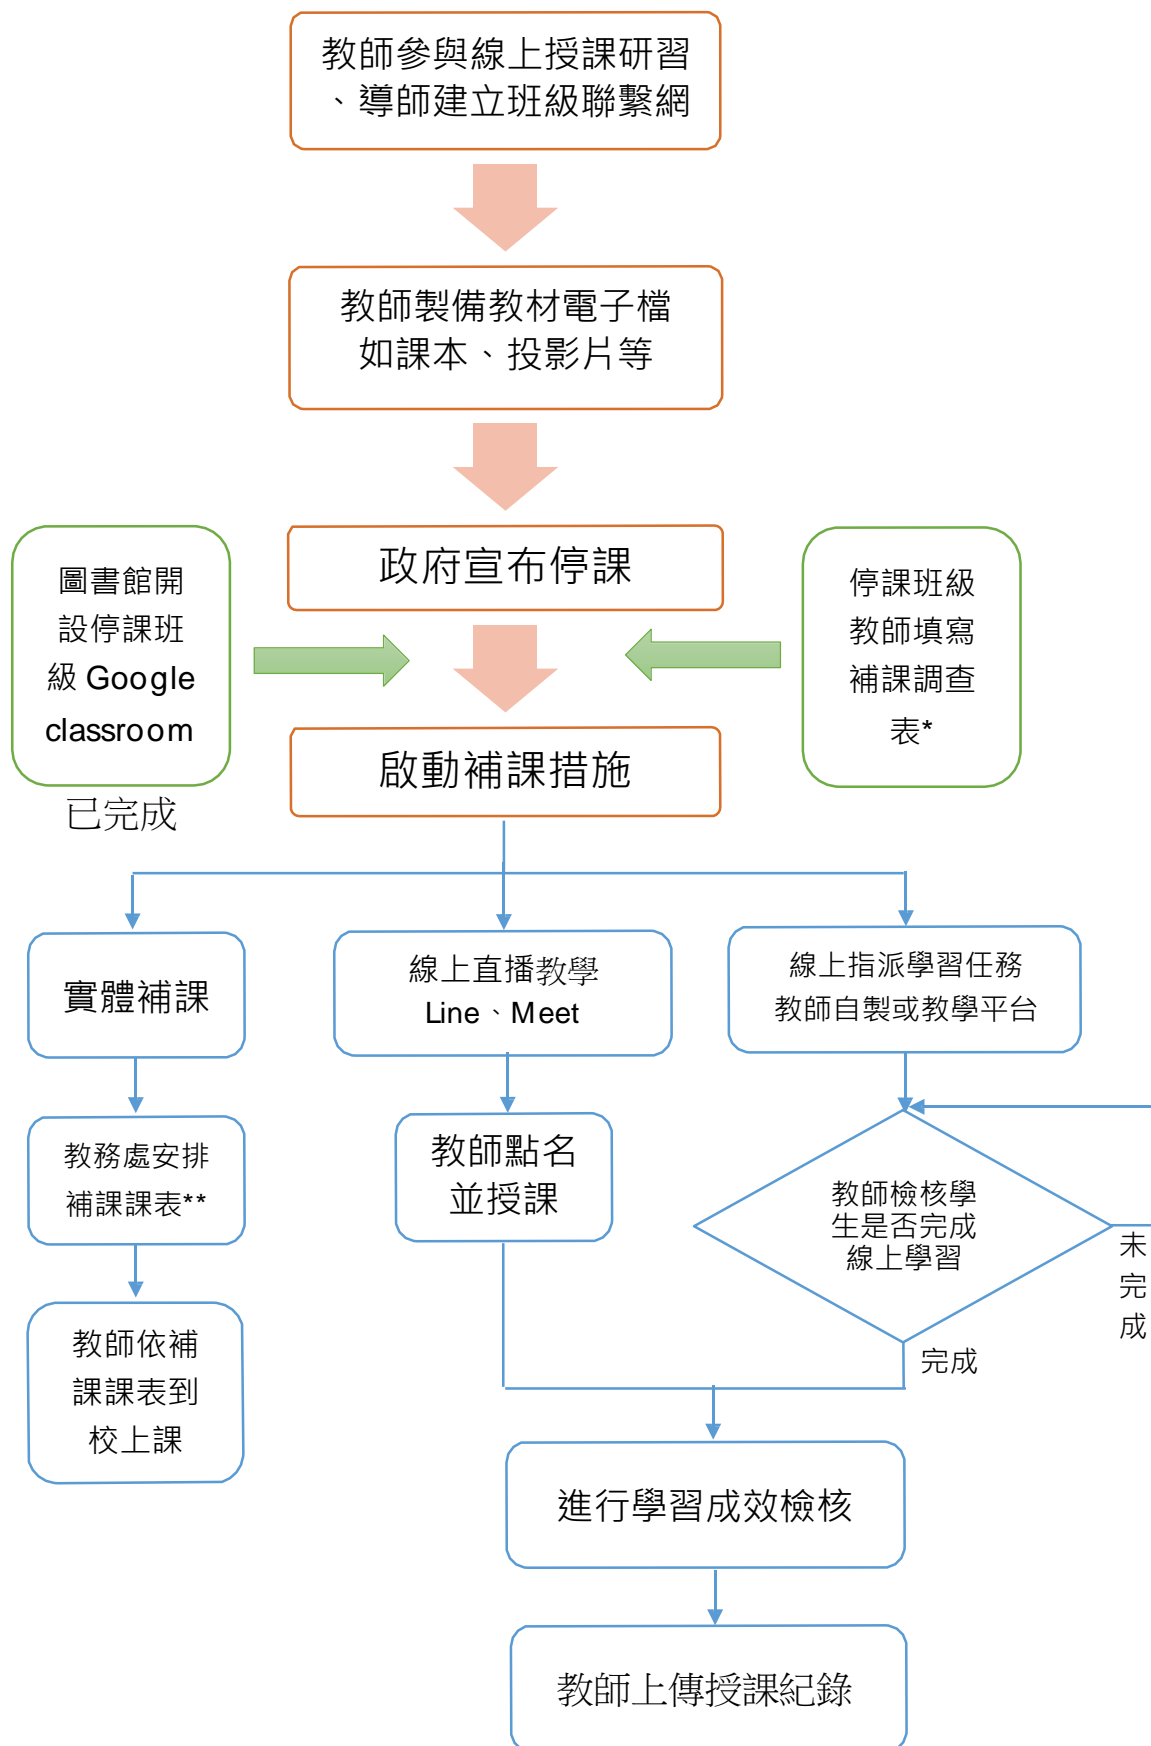 教師參與線上授課研習
、導師建立班級聯繫網
教師製備教材電子檔
如課本、投影片等
政府宣布停課
圖書館開
設停課班
級 Google
classroom
已完成
停課班級
教師填寫
補課調查
表*
啟動補課措施
實體補課
線上直播教學
Line、Meet
線上指派學習任務
教師自製或教學平台
教務處安排
補課課表**
教師點名
並授課
教師檢核學
生是否完成
線上學習
未
完
成
完成
教師依補
課課表到
校上課
進行學習成效檢核
教師上傳授課紀錄